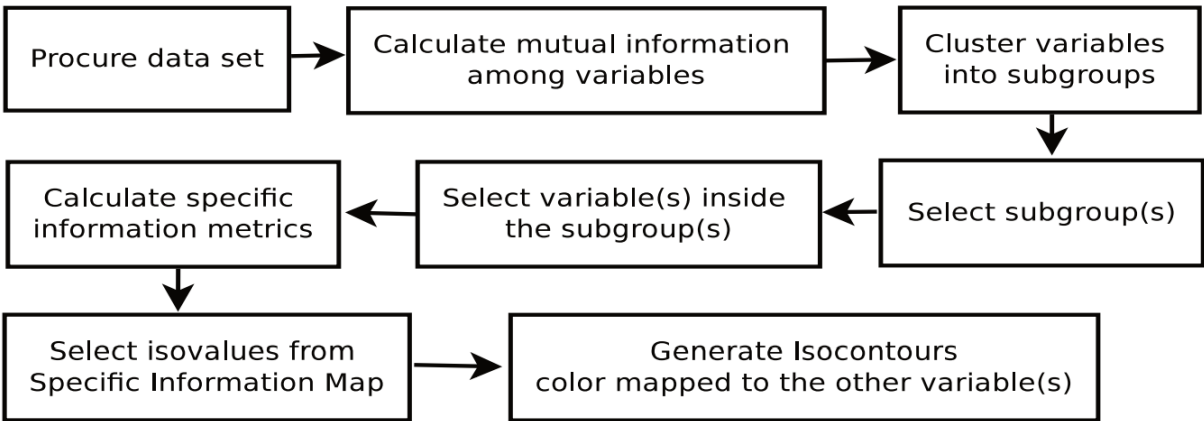 Procure data set
Calculate mutual information
among variables
Cluster variables
into subgroups
Select subgroup(s)
Select variable(s) inside
the subgroup(s)
Calculate specific
information metrics
Select isovalues from
Specific Information Map
Generate Isocontours
color mapped to the other variable(s)